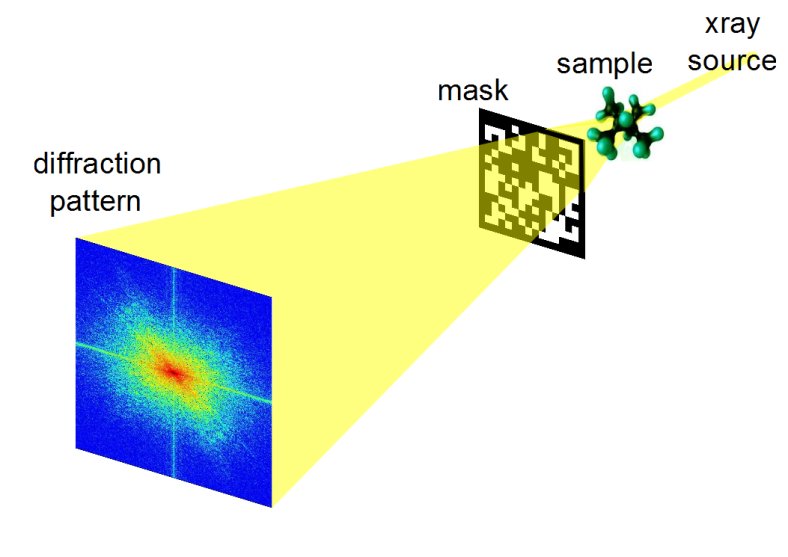 xray
source
sample
mask
diffraction
pattern